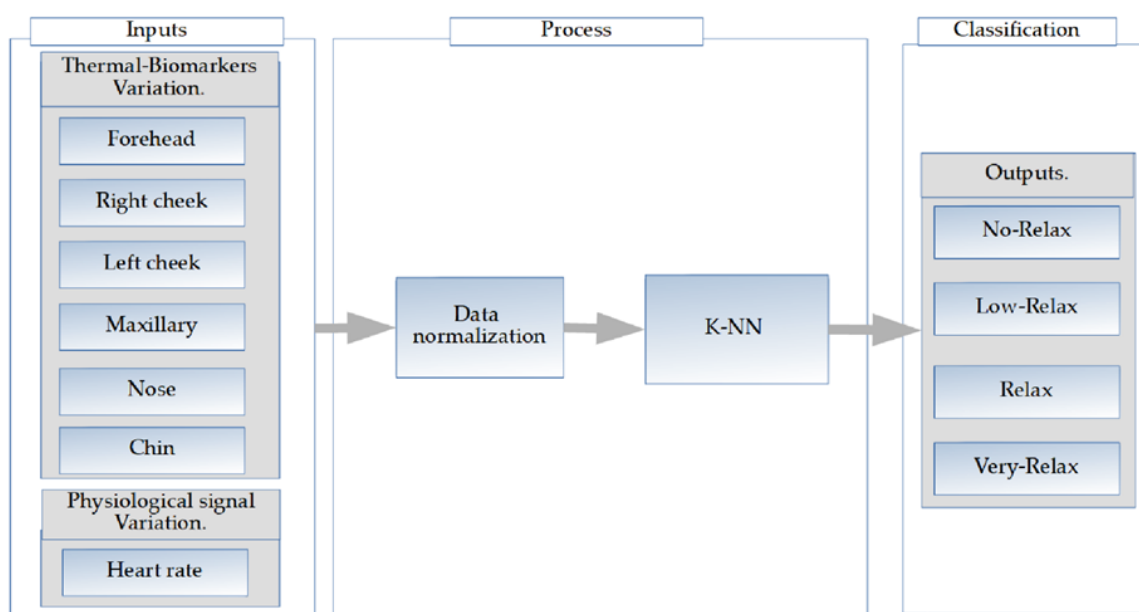 Inputs
Thermal-Biomarkers
Variation.
Forehead
Right cheek
Left cheek
Maxillary
Nose
Chin
Physiological signal
Variation.
Heart rate
Process
Data
normalization
K-NN
Classification
Outputs.
No-Relax
Low-Relax
Relax
Very-Relax